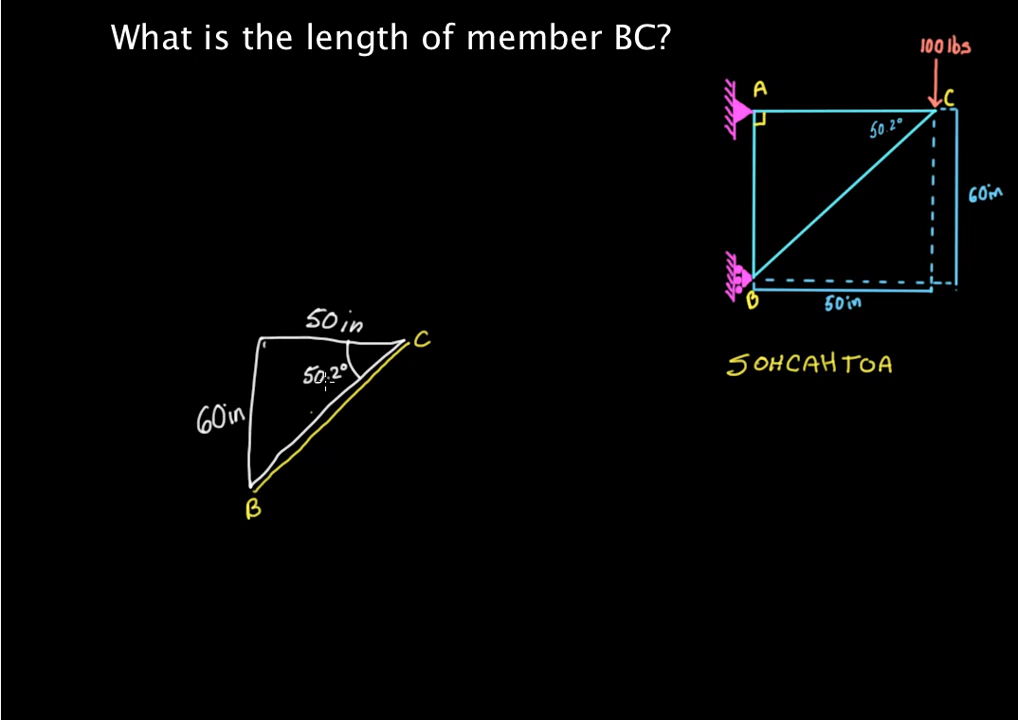 What is the length of member BC?
100 lbs
A
C
50.2°
60in
B
50in
SOHCAHTOA
50in
C
50.2°
60in
B